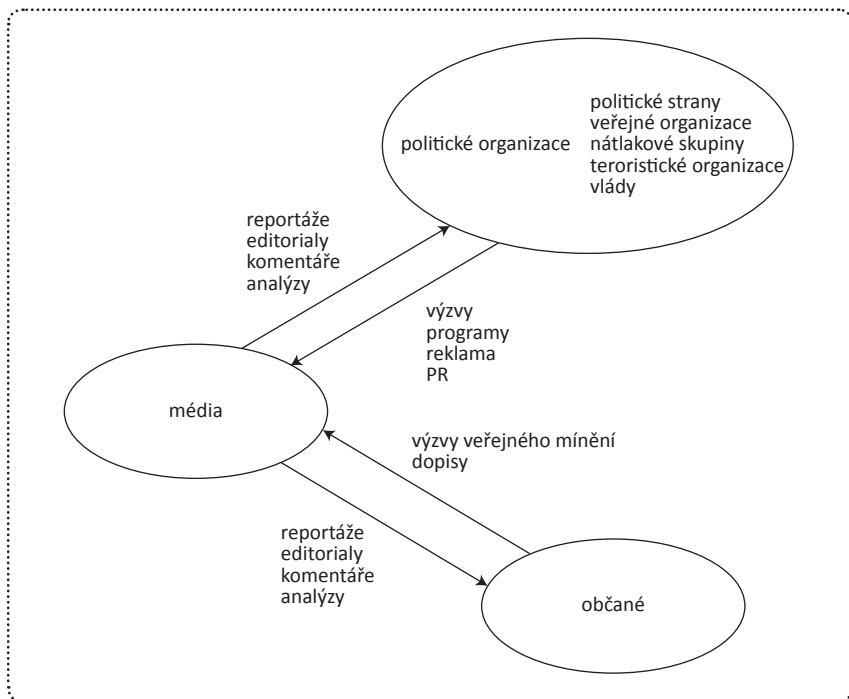 politické organizace
politické strany
veřejné organizace
nátlakové skupiny
teroristické organizace
vlády
reportáže
editorialy
komentáře
analýzy
výzvy
programy
reklama
PR
média
výzvy veřejného mínění
dopisy
reportáže
editorialy
komentáře
analýzy
občané